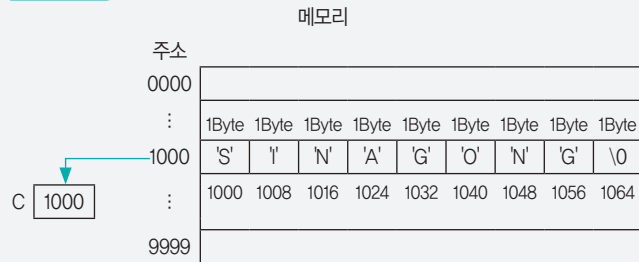 메모리
주소
0000
⋮ 1Byte 1Byte 1Byte 1Byte 1Byte 1Byte 1Byte 1Byte 1Byte
1000 'S' 'I' 'N' 'A' 'G' 'O' 'N' 'G' \0
C 1000 ⋮ 1000 1008 1016 1024 1032 1040 1048 1056 1064
9999